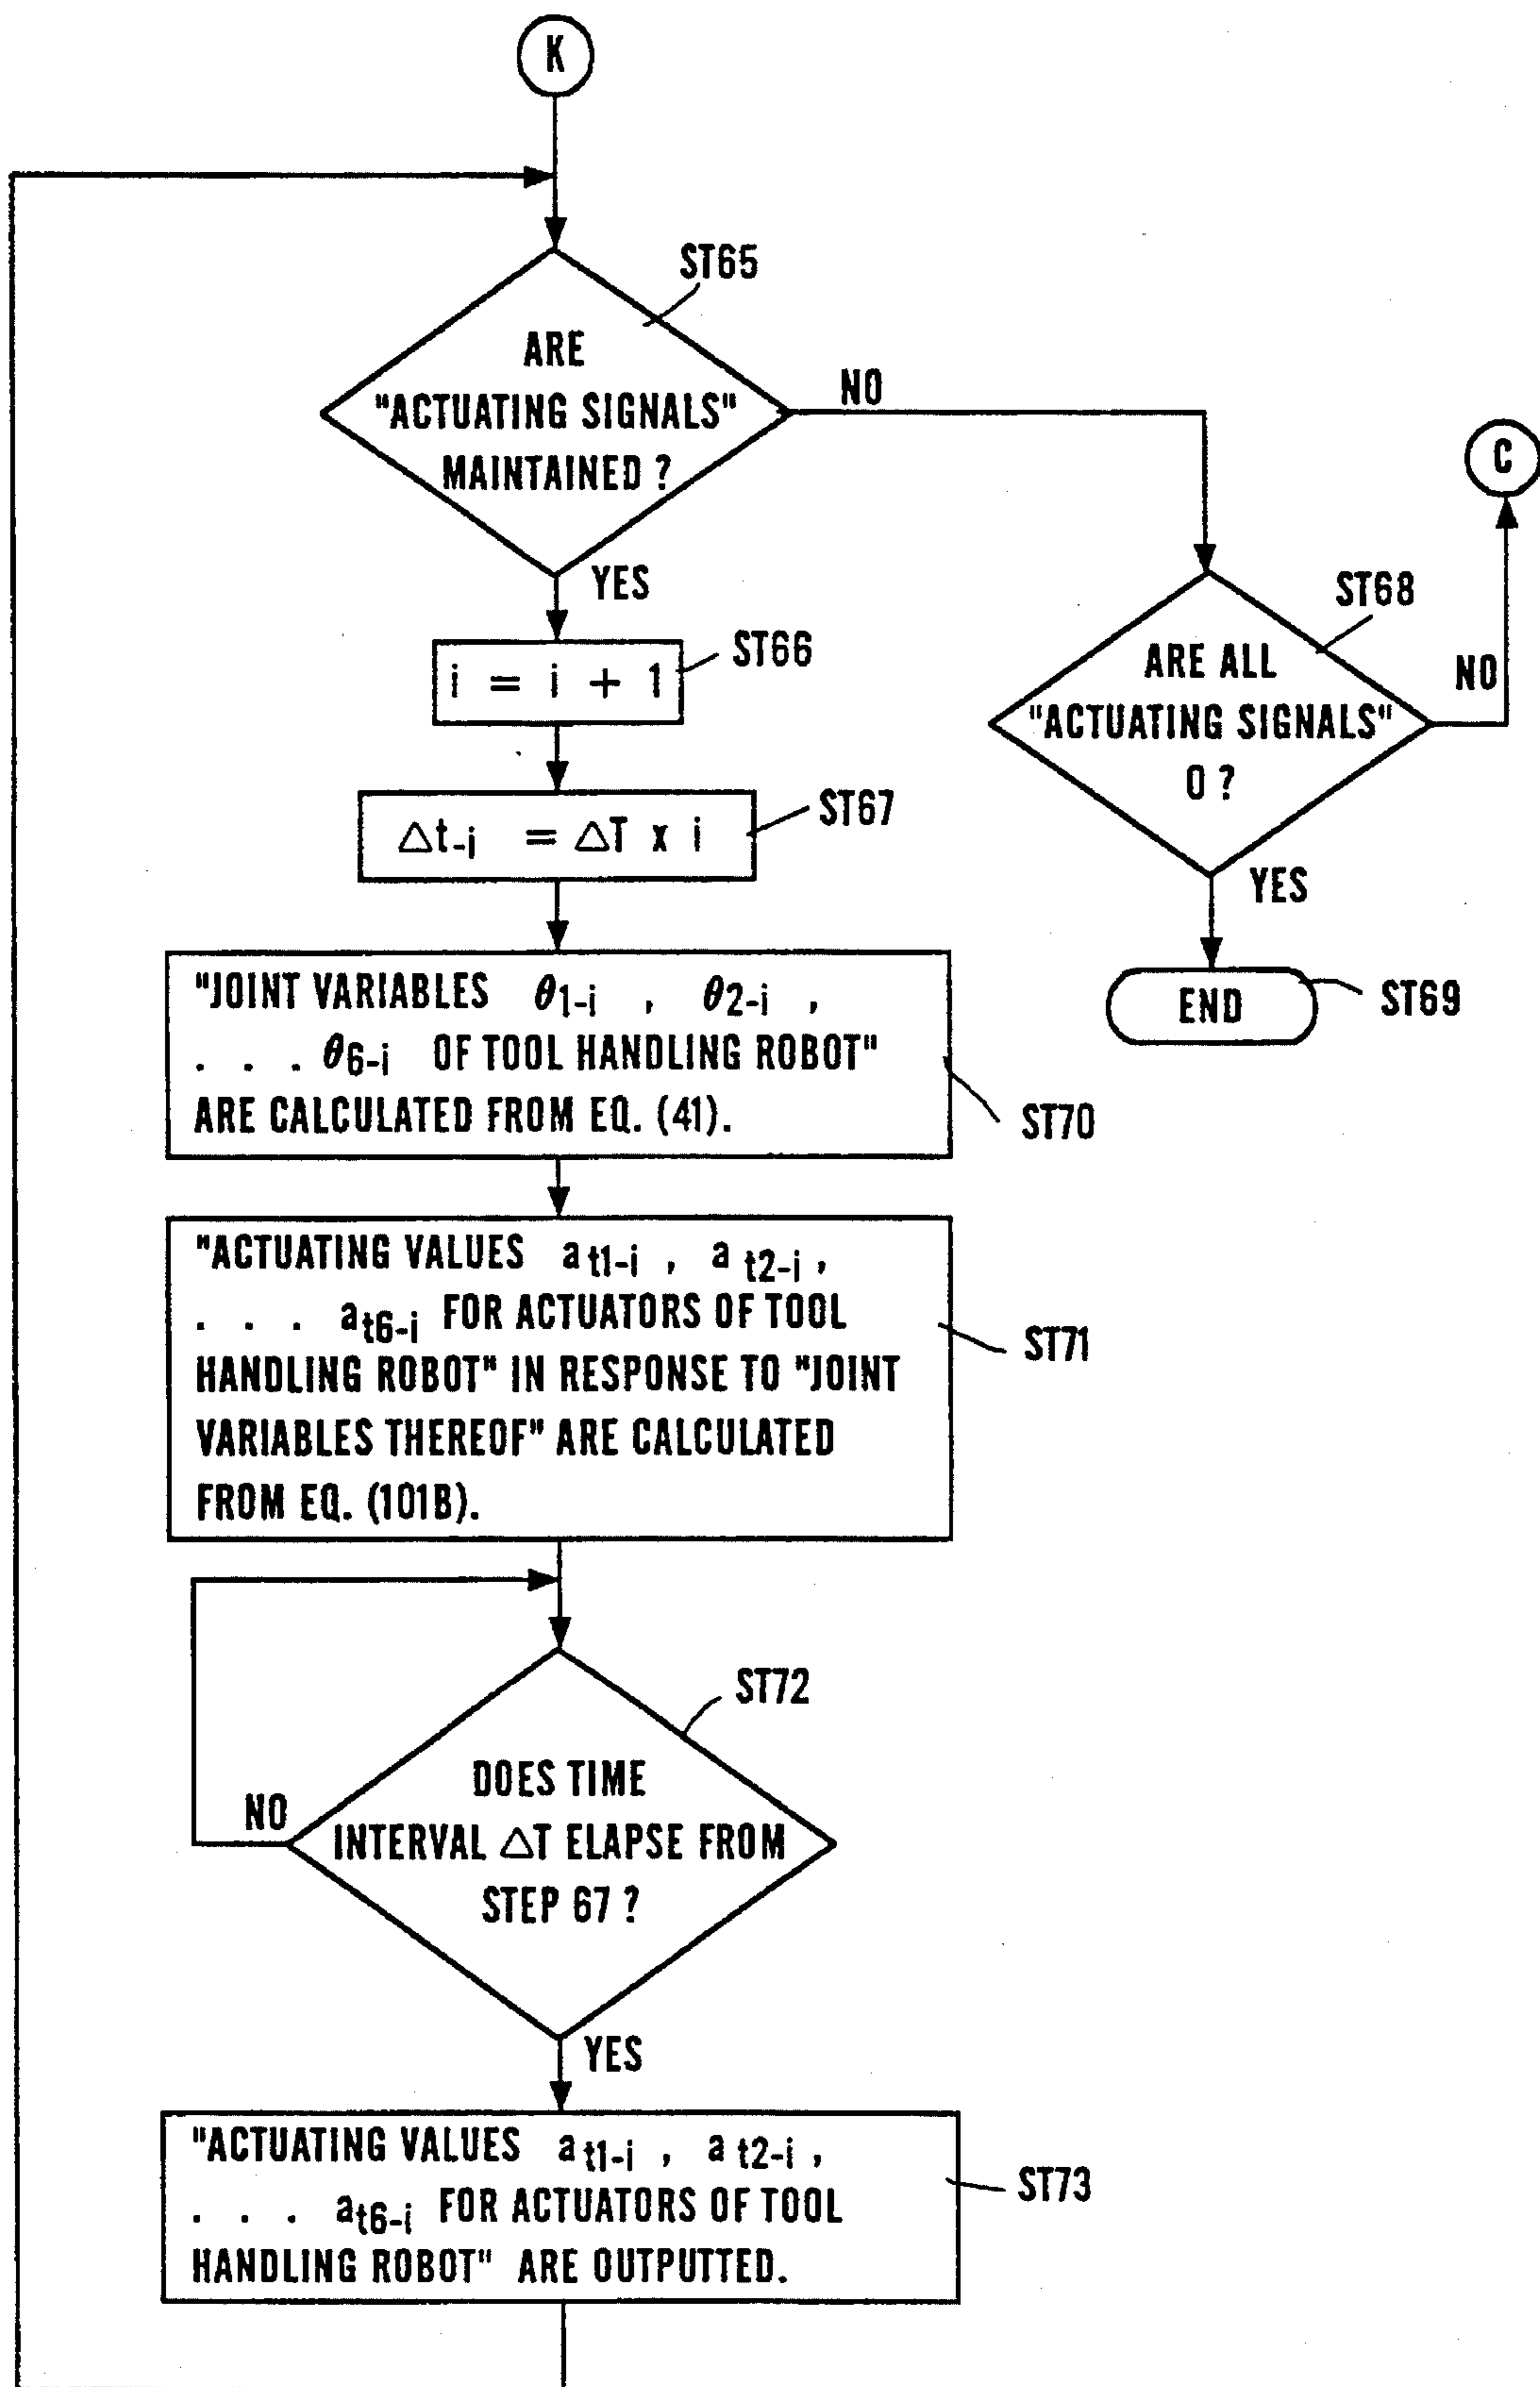 K
ST65
ARE
"ACTUATING SIGNALS"
MAINTAINED ?
NO
YES
C
ST68
ARE ALL
"ACTUATING SIGNALS"
0 ?
NO
YES
END
ST69
ST66
i = i + 1
ST67
△t-i = △T x i
"JOINT VARIABLES θ1-i , θ2-i ,
. . . θ6-i OF TOOL HANDLING ROBOT"
ARE CALCULATED FROM EQ. (41).
ST70
"ACTUATING VALUES at1-i , at2-i ,
. . . at6-i FOR ACTUATORS OF TOOL
HANDLING ROBOT" IN RESPONSE TO "JOINT
VARIABLES THEREOF" ARE CALCULATED
FROM EQ. (101B).
ST71
ST72
DOES TIME
INTERVAL △T ELAPSE FROM
STEP 67 ?
NO
YES
"ACTUATING VALUES at1-i , at2-i ,
. . . at6-i FOR ACTUATORS OF TOOL
HANDLING ROBOT" ARE OUTPUTTED.
ST73